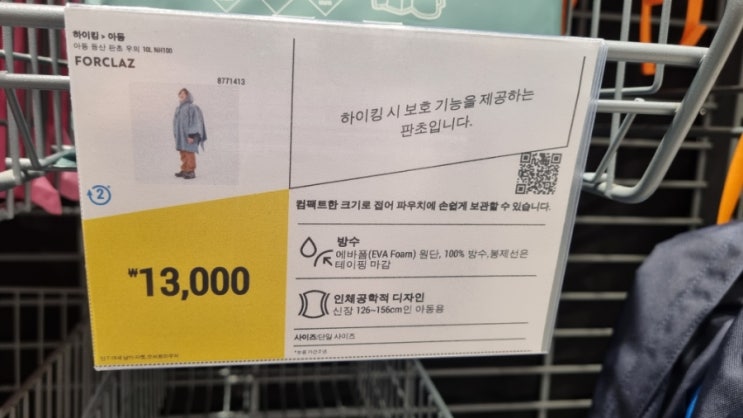 하이킹 > 아동
아동 등산 판초 우의 10L NH100
FORCLAZ
8771413
하이킹 시 보호 기능을 제공하는
판초입니다.
2
컴팩트한 크기로 접어 파우치에 손쉽게 보관할 수 있습니다.
₩13,000
방수
에바폼(EVA Foam) 원단, 100% 방수,봉제선은
테이핑 마감
인체공학적 디자인
신장 126~156cm인 아동용
사이즈/단일 사이즈